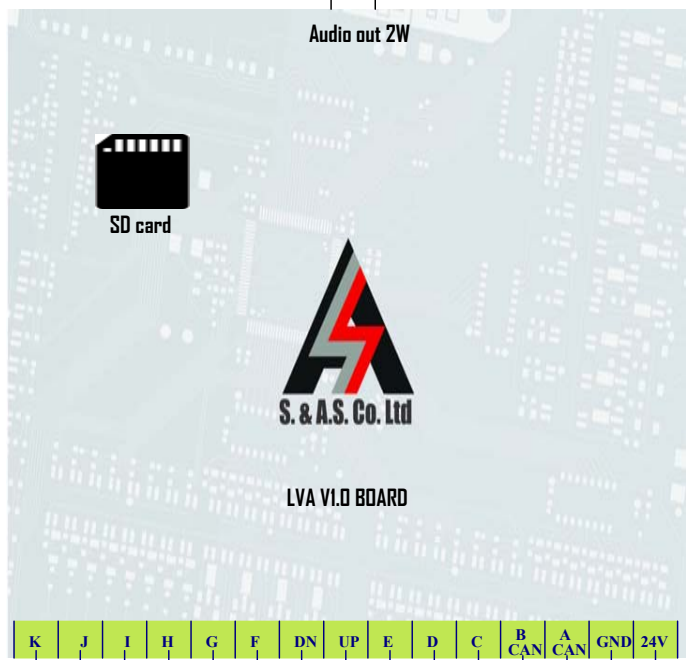 Audio out 2W
SD card
S. & A.S. Co. Ltd
LVA V1.0 BOARD
K J I H G F DN UP E D C B CAN A CAN GND 24V